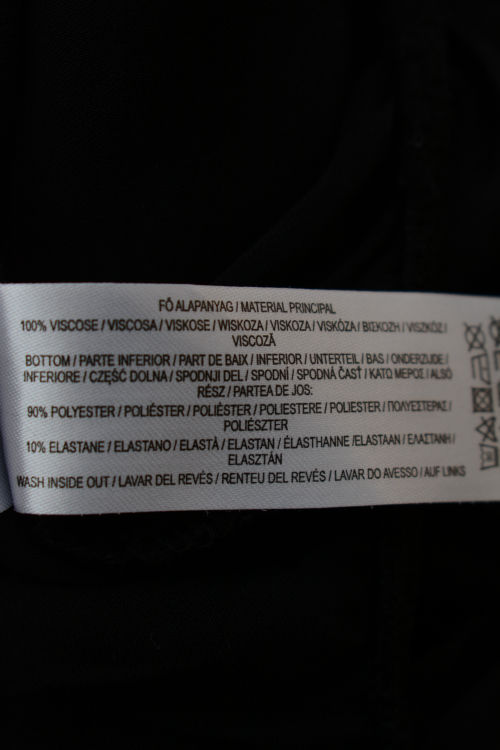 FŐ ALAPANYAG / MATERIAL PRINCIPAL
100% VISCOSE / VISCOSA / VISKOSE / WISKOZA / VISKOZA / VISKÓZA / ΒΙΣΚΟΖΗ / VISZKÓZ /
VISCOZĂ
BOTTOM / PARTE INFERIOR / PART DE BAIX / INFERIOR / UNTERTEIL / BAS / ONDERZIJDE /
INFERIORE / CZĘŚĆ DOLNA / SPODNJI DEL / SPODNÍ / SPODNÁ ČASŤ / ΚΑΤΩ ΜΕΡΟΣ / ALSÓ
RÉSZ / PARTEA DE JOS:
90% POLYESTER / POLIÉSTER / POLIÈSTER / POLIESTERE / POLIESTER / ΠΟΛΥΕΣΤΕΡΑΣ /
POLIÉSZTER
10% ELASTANE / ELASTANO / ELASTÀ / ELASTAN / ÉLASTHANNE /ELASTAAN / ΕΛΑΣΤΑΝΗ /
ELASZTÁN
WASH INSIDE OUT / LAVAR DEL REVÉS / RENTEU DEL REVÉS / LAVAR DO AVESSO / AUF LINKS